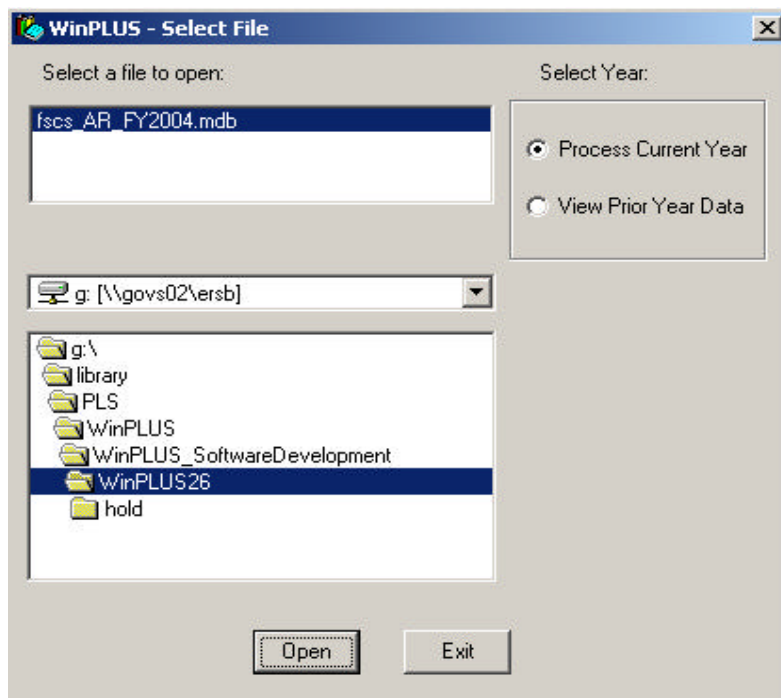 WinPLUS - Select File
Select a file to open:
Select Year:
fscs_AR_FY2004.mdb
Process Current Year
View Prior Year Data
g: [\\govs02\ersb]
g:\
library
PLS
WinPLUS
WinPLUS_SoftwareDevelopment
WinPLUS26
hold
Open
Exit